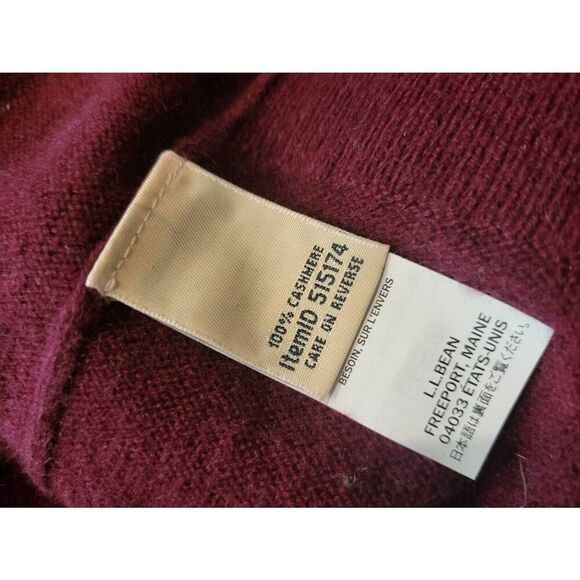 100% CASHMERE
ItemID 515174
CARE ON REVERSE
BESOIN, SUR L'ENVERS
L.L.BEAN
FREEPORT, MAINE
04033 ÉTATS-UNIS
日本語は裏面をご覧ください。